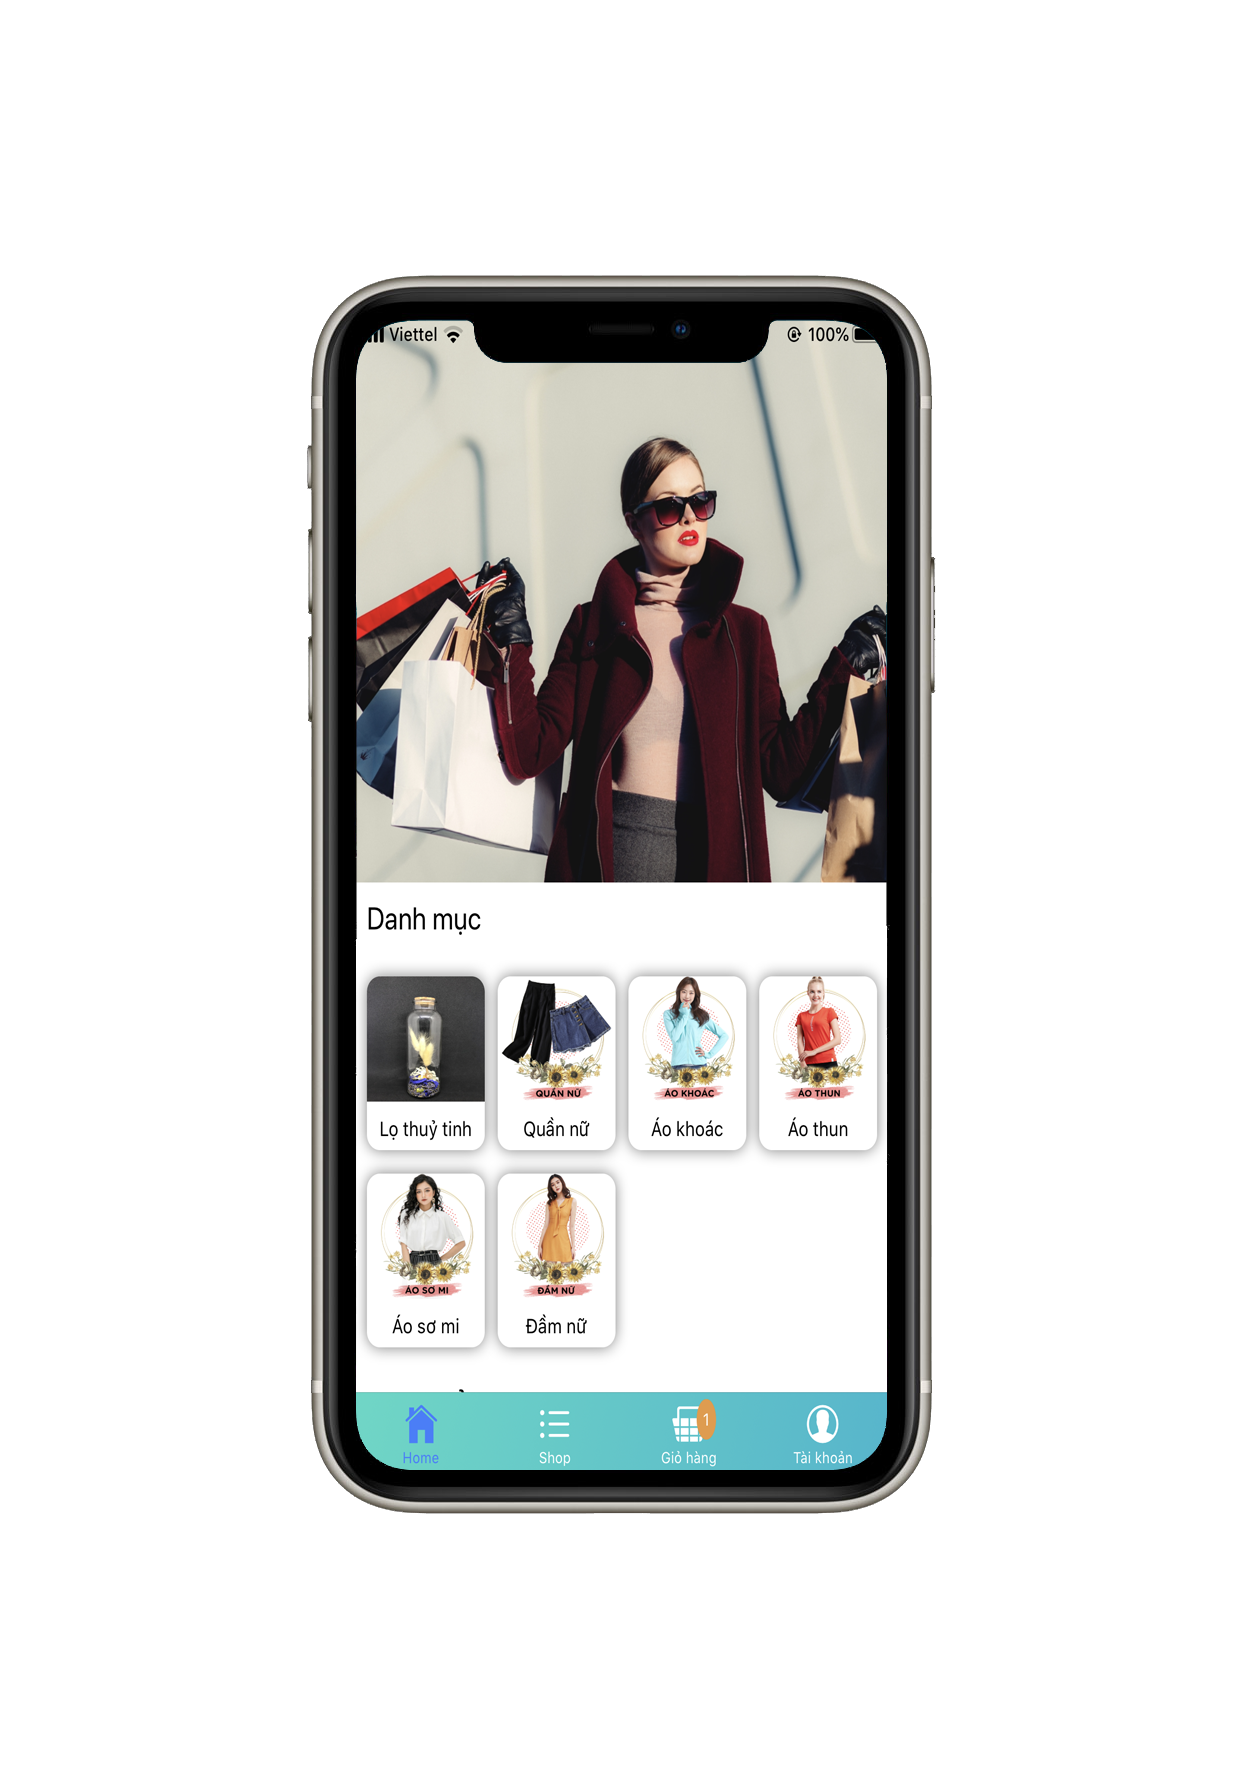 Viettel 100%
Danh mục
QUẦN NỮ ÁO KHOÁC ÁO THUN
Lọ thuỷ tinh Quần nữ Áo khoác Áo thun
ÁO SƠ MI ĐẦM NỮ
Áo sơ mi Đầm nữ
1
Home Shop Giỏ hàng Tài khoản